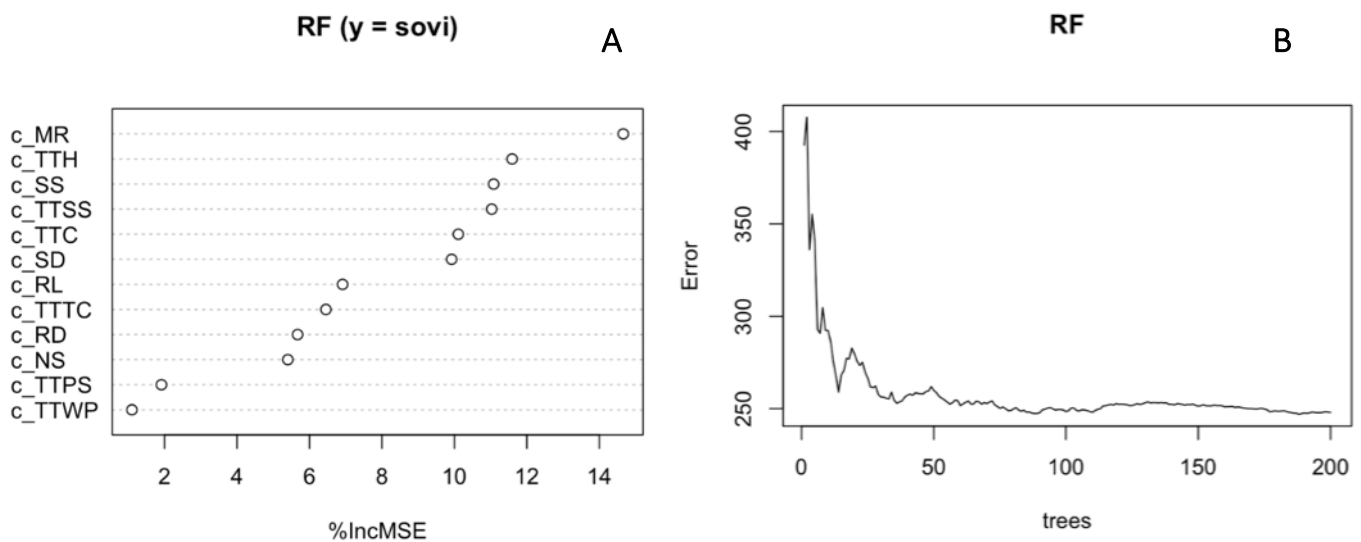 RF (y = sovi)
A
c_MR
c_TTH
c_SS
c_TTSS
c_TTC
c_SD
c_RL
c_TTTC
c_RD
c_NS
c_TTPS
c_TTWP
2 4 6 8 10 12 14
%IncMSE
RF
B
Error
400
350
300
250
0 50 100 150 200
trees